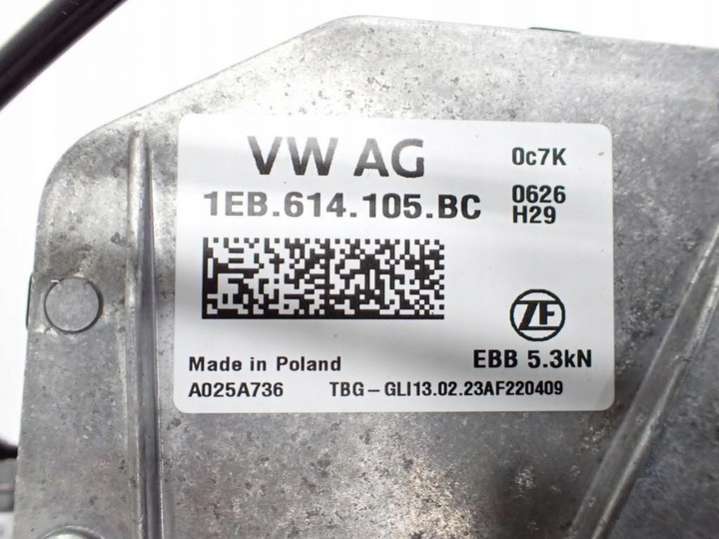 VW AG 0c7K
1EB.614.105.BC 0626
H29
ZF
Made in Poland EBB 5.3kN
A025A736 TBG-GLI13.02.23AF220409